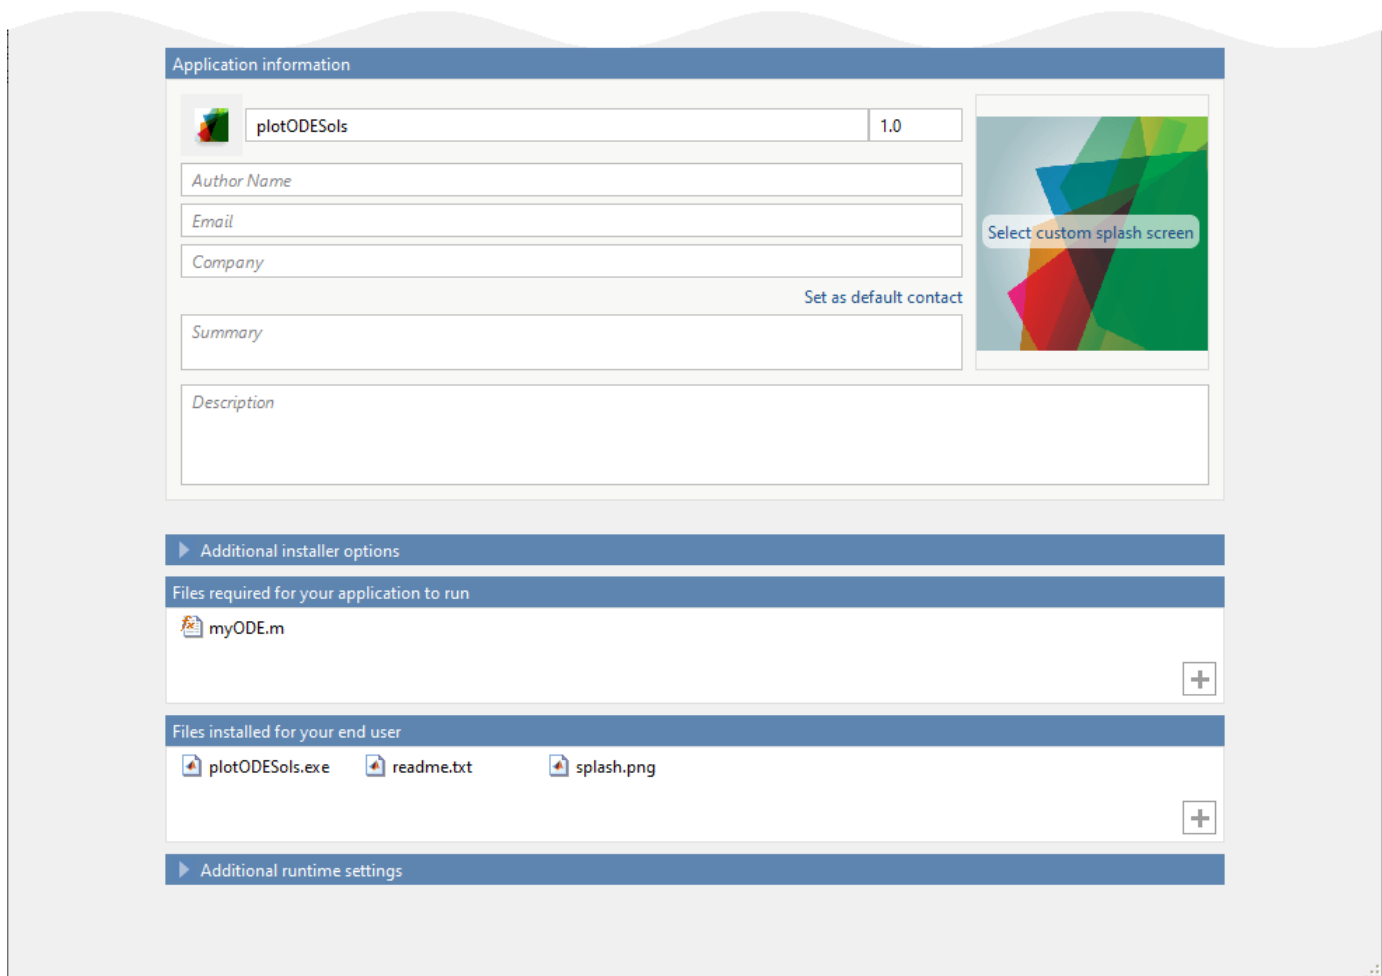 Application information
plotODESols 1.0
Author Name
Email
Select custom splash screen
Company
Set as default contact
Summary
Description
Additional installer options
Files required for your application to run
myODE.m
Files installed for your end user
plotODESols.exe readme.txt splash.png
Additional runtime settings